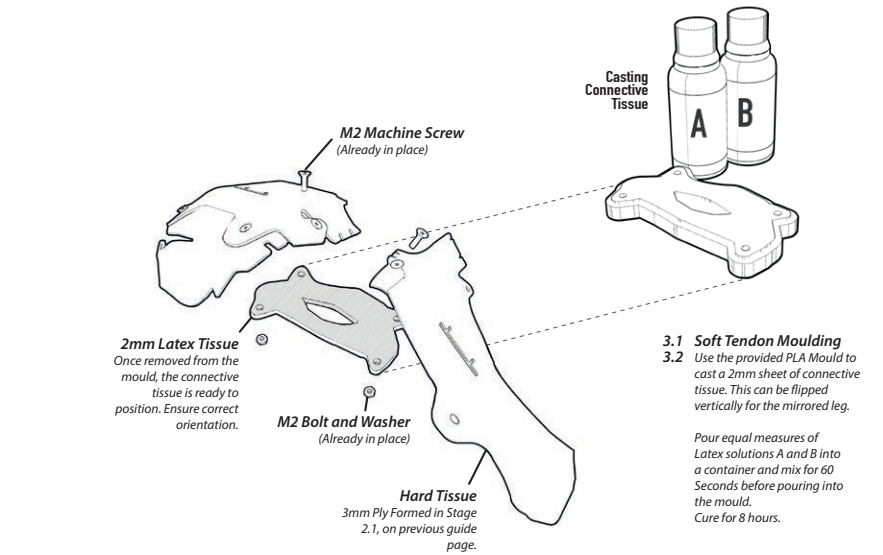 Casting
Connective
Tissue
A
B
M2 Machine Screw
(Already in place)
2mm Latex Tissue
Once removed from the
mould, the connective
tissue is ready to
position. Ensure correct
orientation.
M2 Bolt and Washer
(Already in place)
Hard Tissue
3mm Ply Formed in Stage
2.1, on previous guide
page.
3.1 Soft Tendon Moulding
3.2 Use the provided PLA Mould to
cast a 2mm sheet of connective
tissue. This can be flipped
vertically for the mirrored leg.
Pour equal measures of
Latex solutions A and B into
a container and mix for 60
Seconds before pouring into
the mould.
Cure for 8 hours.